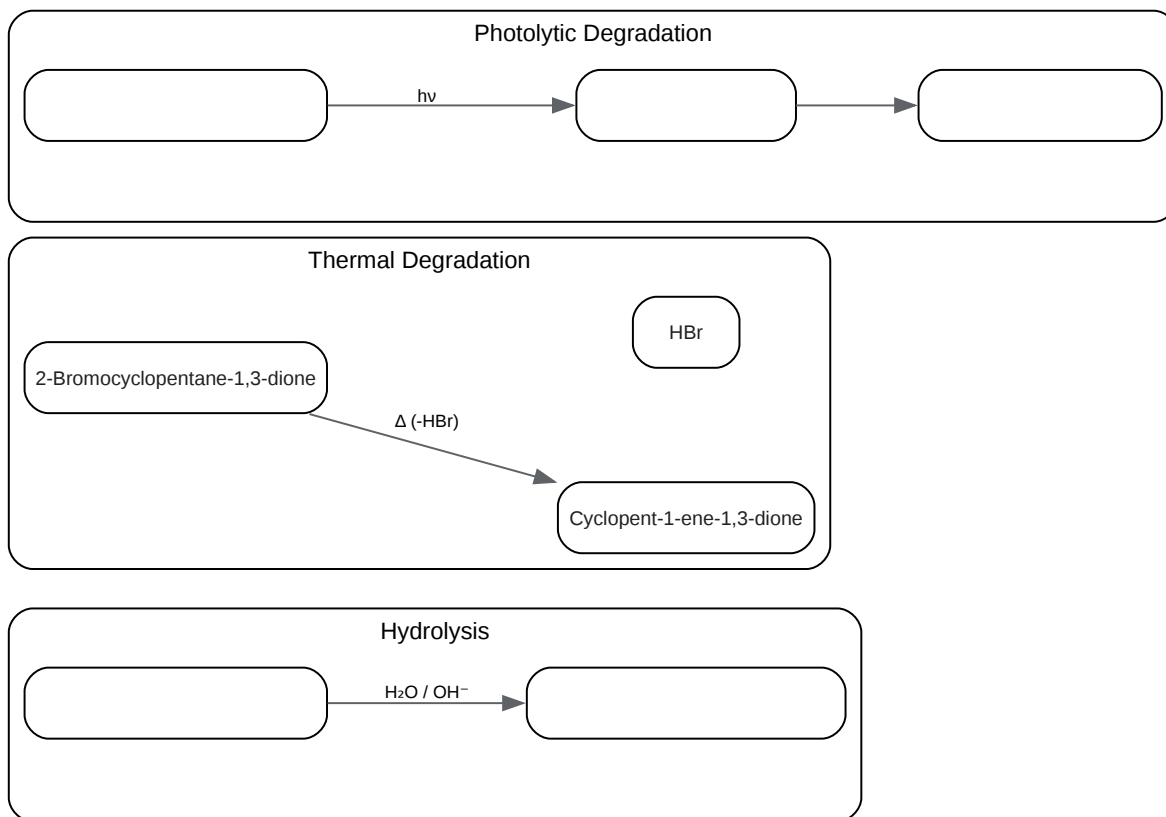 Photolytic Degradation
hν
Thermal Degradation
HBr
2-Bromocyclopentane-1,3-dione
Δ (-HBr)
Cyclopent-1-ene-1,3-dione
Hydrolysis
H₂O / OH⁻